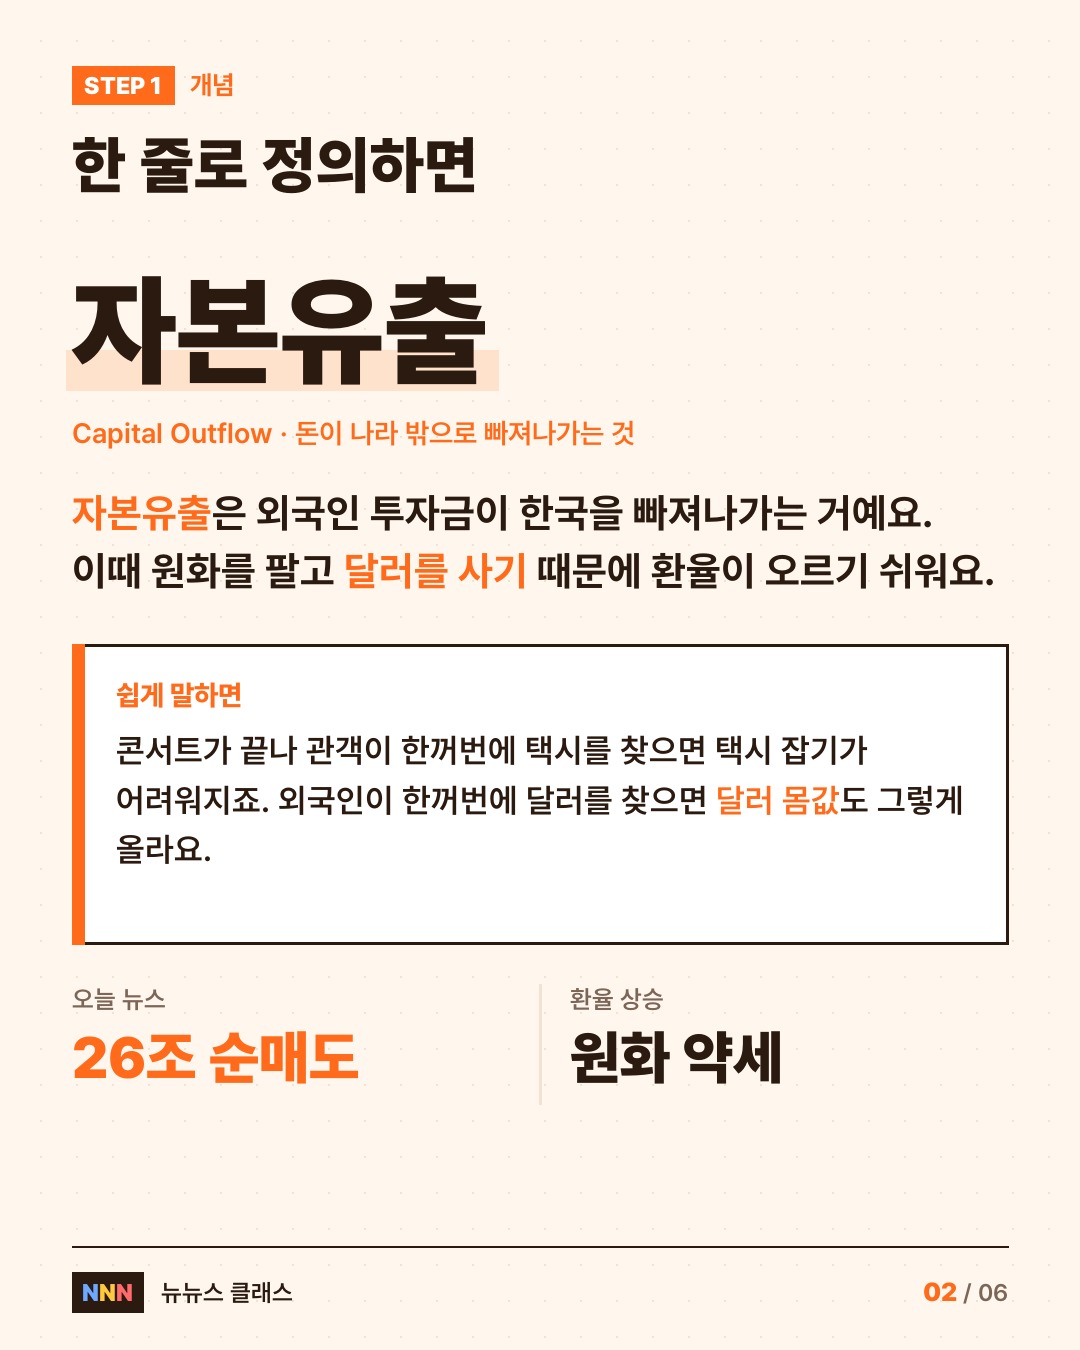 STEP 1 개념
한 줄로 정의하면
자본유출
Capital Outflow · 돈이 나라 밖으로 빠져나가는 것
자본유출은 외국인 투자금이 한국을 빠져나가는 거예요.
이때 원화를 팔고 달러를 사기 때문에 환율이 오르기 쉬워요.
쉽게 말하면
콘서트가 끝나 관객이 한꺼번에 택시를 찾으면 택시 잡기가
어려워지죠. 외국인이 한꺼번에 달러를 찾으면 달러 몸값도 그렇게
올라요.
오늘 뉴스
26조 순매도
환율 상승
원화 약세
NNN 뉴뉴스 클래스
02 / 06